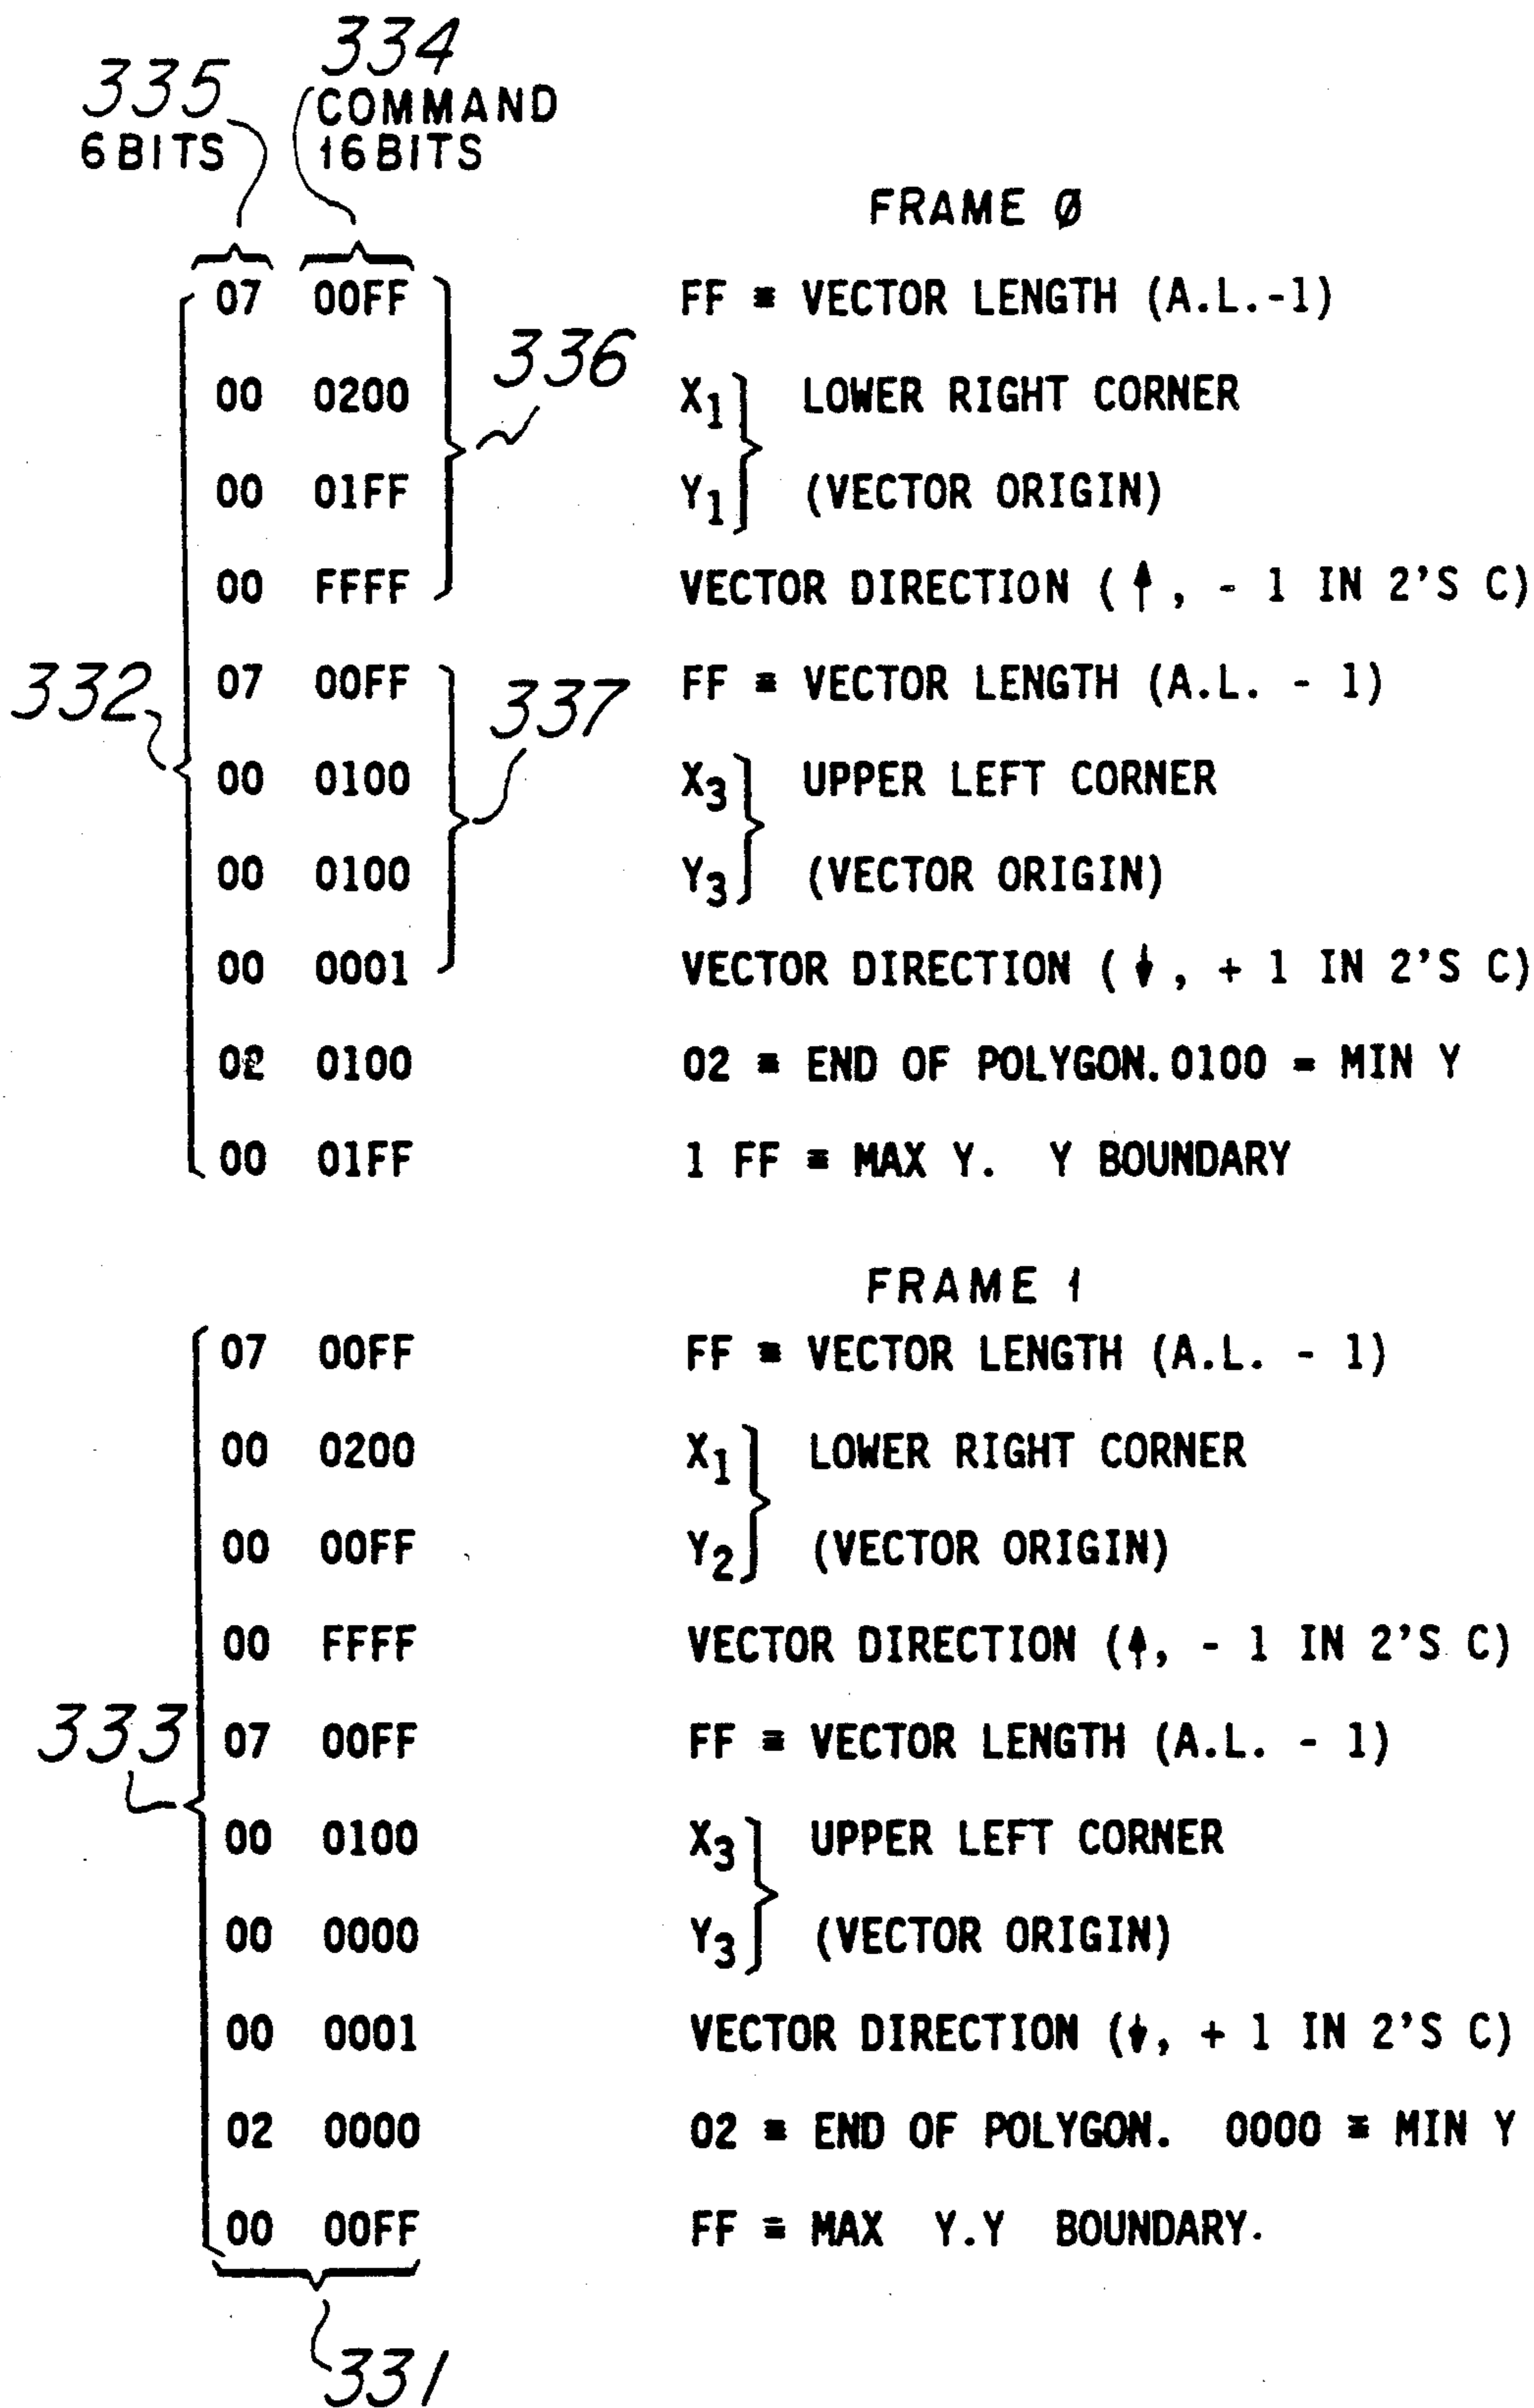 334
335 COMMAND
6 BITS 16 BITS
FRAME Ø
07 00FF FF ≡ VECTOR LENGTH (A.L.-1)
336
00 0200 X1 LOWER RIGHT CORNER
00 01FF Y1 (VECTOR ORIGIN)
00 FFFF VECTOR DIRECTION (↑, - 1 IN 2'S C)
332 07 00FF 337 FF ≡ VECTOR LENGTH (A.L. - 1)
00 0100 X3 UPPER LEFT CORNER
00 0100 Y3 (VECTOR ORIGIN)
00 0001 VECTOR DIRECTION (↓, + 1 IN 2'S C)
02 0100 02 ≡ END OF POLYGON. 0100 = MIN Y
00 01FF 1 FF ≡ MAX Y. Y BOUNDARY
FRAME 1
07 00FF FF ≡ VECTOR LENGTH (A.L. - 1)
00 0200 X1 LOWER RIGHT CORNER
00 00FF Y2 (VECTOR ORIGIN)
00 FFFF VECTOR DIRECTION (↑, - 1 IN 2'S C)
333 07 00FF FF ≡ VECTOR LENGTH (A.L. - 1)
00 0100 X3 UPPER LEFT CORNER
00 0000 Y3 (VECTOR ORIGIN)
00 0001 VECTOR DIRECTION (↓, + 1 IN 2'S C)
02 0000 02 ≡ END OF POLYGON. 0000 ≡ MIN Y
00 00FF FF ≡ MAX Y.Y BOUNDARY.
331